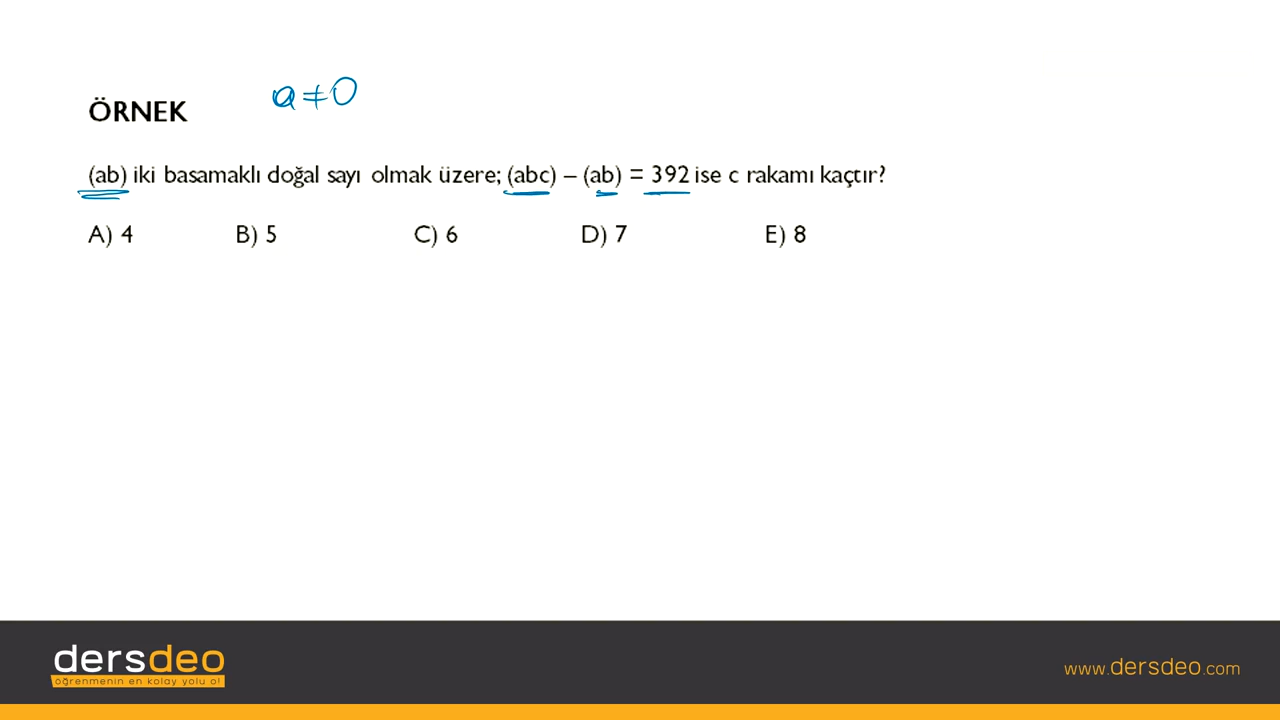 a≠0
ÖRNEK
(ab) iki basamaklı doğal sayı olmak üzere; (abc) – (ab) = 392 ise c rakamı kaçtır?
A) 4 B) 5 C) 6 D) 7 E) 8
dersdeo
öğrenmenin en kolay yolu o!
www.dersdeo.com